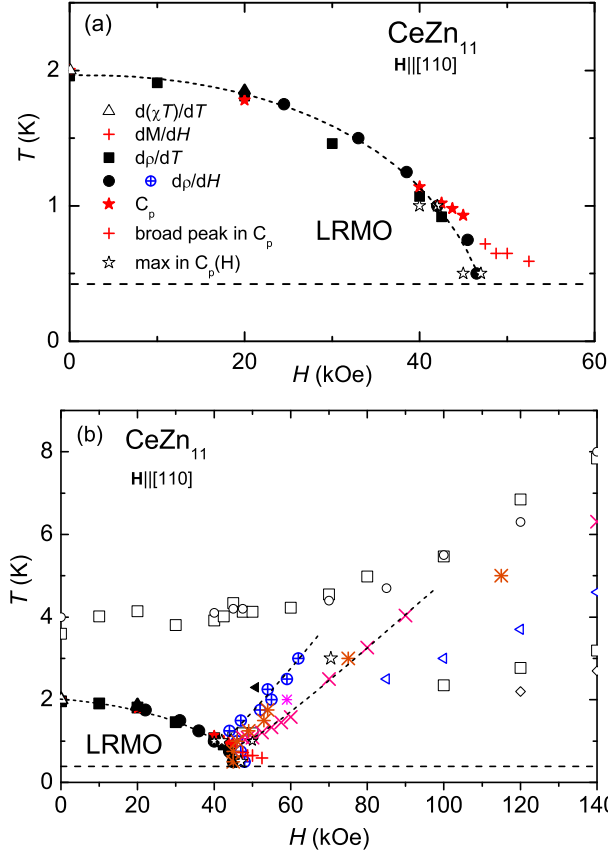 (a)
CeZn11
H||[110]
T (K)
2
1
0
d(χT)/dT
dM/dH
dρ/dT
dρ/dH
Cp
broad peak in Cp
max in Cp(H)
LRMO
0 20 40 60
H (kOe)
(b)
CeZn11
H||[110]
T (K)
8
6
4
2
0
LRMO
0 20 40 60 80 100 120 140
H (kOe)